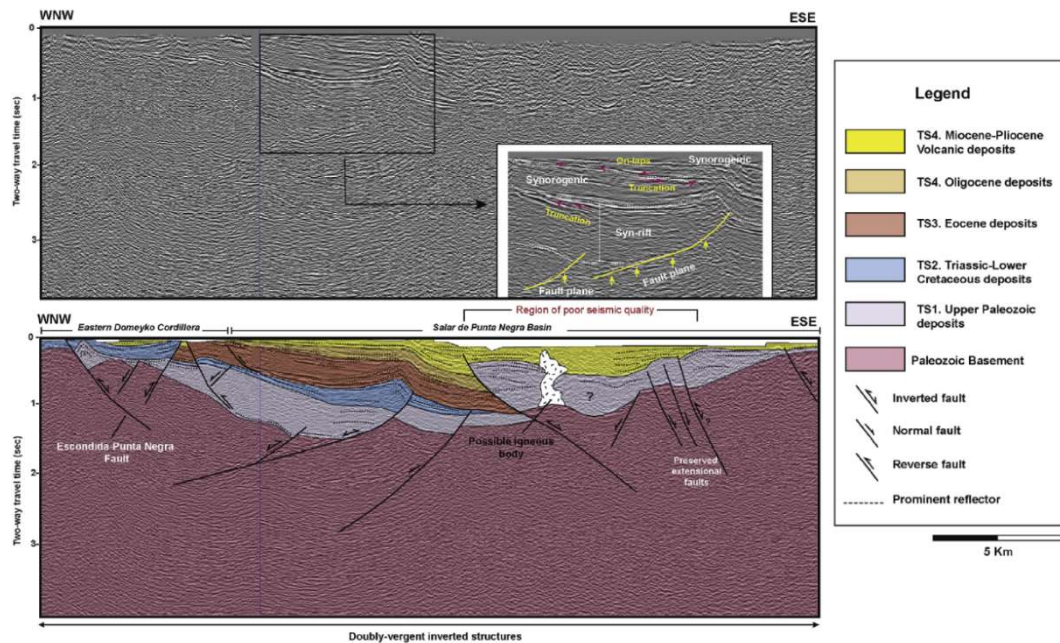 WNW
ESE
0
1
2
3
Two-way travel time (sec)
On-laps
Synorogenic
Synorogenic
Truncation
Truncation
Syn-rift
Fault plane
Fault plane
Region of poor seismic quality
WNW
ESE
Eastern Domeyko Cordillera
Salar de Punta Negra Basin
0
1
2
3
Two-way travel time (sec)
?
Escondida-Punta Negra
Fault
Possible igneous
body
?
Preserved
extensional
faults
Doubly-vergent inverted structures
Legend
TS4. Miocene-Pliocene
Volcanic deposits
TS4. Oligocene deposits
TS3. Eocene deposits
TS2. Triassic-Lower
Cretaceous deposits
TS1. Upper Paleozoic
deposits
Paleozoic Basement
Inverted fault
Normal fault
Reverse fault
Prominent reflector
5 Km